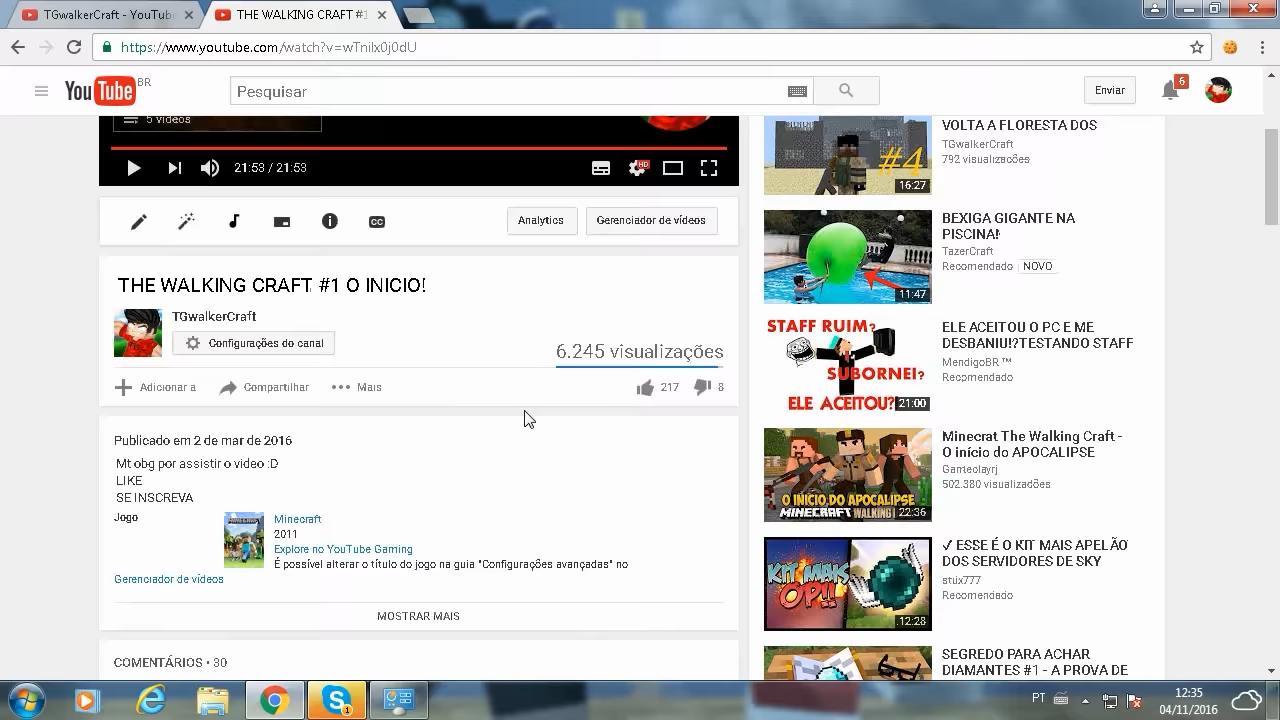 TGwalkerCraft - YouTube
THE WALKING CRAFT #1
https://www.youtube.com/watch?v=wTniIx0j0dU
YouTube BR
Pesquisar
Enviar
6
5 vídeos
21:53 / 21:53
HD
CC
Analytics
Gerenciador de vídeos
THE WALKING CRAFT #1 O INICIO!
TGwalkerCraft
Configurações do canal
6.245 visualizações
Adicionar a
Compartilhar
Mais
217
8
Publicado em 2 de mar de 2016
Mt obg por assistir o video :D
LIKE
SE INSCREVA
Jogo
Minecraft
2011
Explore no YouTube Gaming
É possível alterar o título do jogo na guia "Configurações avançadas" no
Gerenciador de vídeos
MOSTRAR MAIS
COMENTÁRIOS • 30
#4
16:27
VOLTA A FLORESTA DOS
TGwalkerCraft
792 visualizações
11:47
BEXIGA GIGANTE NA
PISCINA!
TazerCraft
Recomendado NOVO
STAFF RUIM?
SUBORNEI?
ELE ACEITOU?
21:00
ELE ACEITOU O PC E ME
DESBANIU!?TESTANDO STAFF
MendigoBR ™
Recomendado
O INICIO DO APOCALIPSE
MINECRAFT WALKING
22:36
Minecrat The Walking Craft -
O inicio do APOCALIPSE
Gameplayrj
502.380 visualizações
KIT MAIS
OP!!
12:28
✓ ESSE É O KIT MAIS APELÃO
DOS SERVIDORES DE SKY
stux777
Recomendado
SEGREDO PARA ACHAR
DIAMANTES #1 - A PROVA DE
1
PT
12:35
04/11/2016